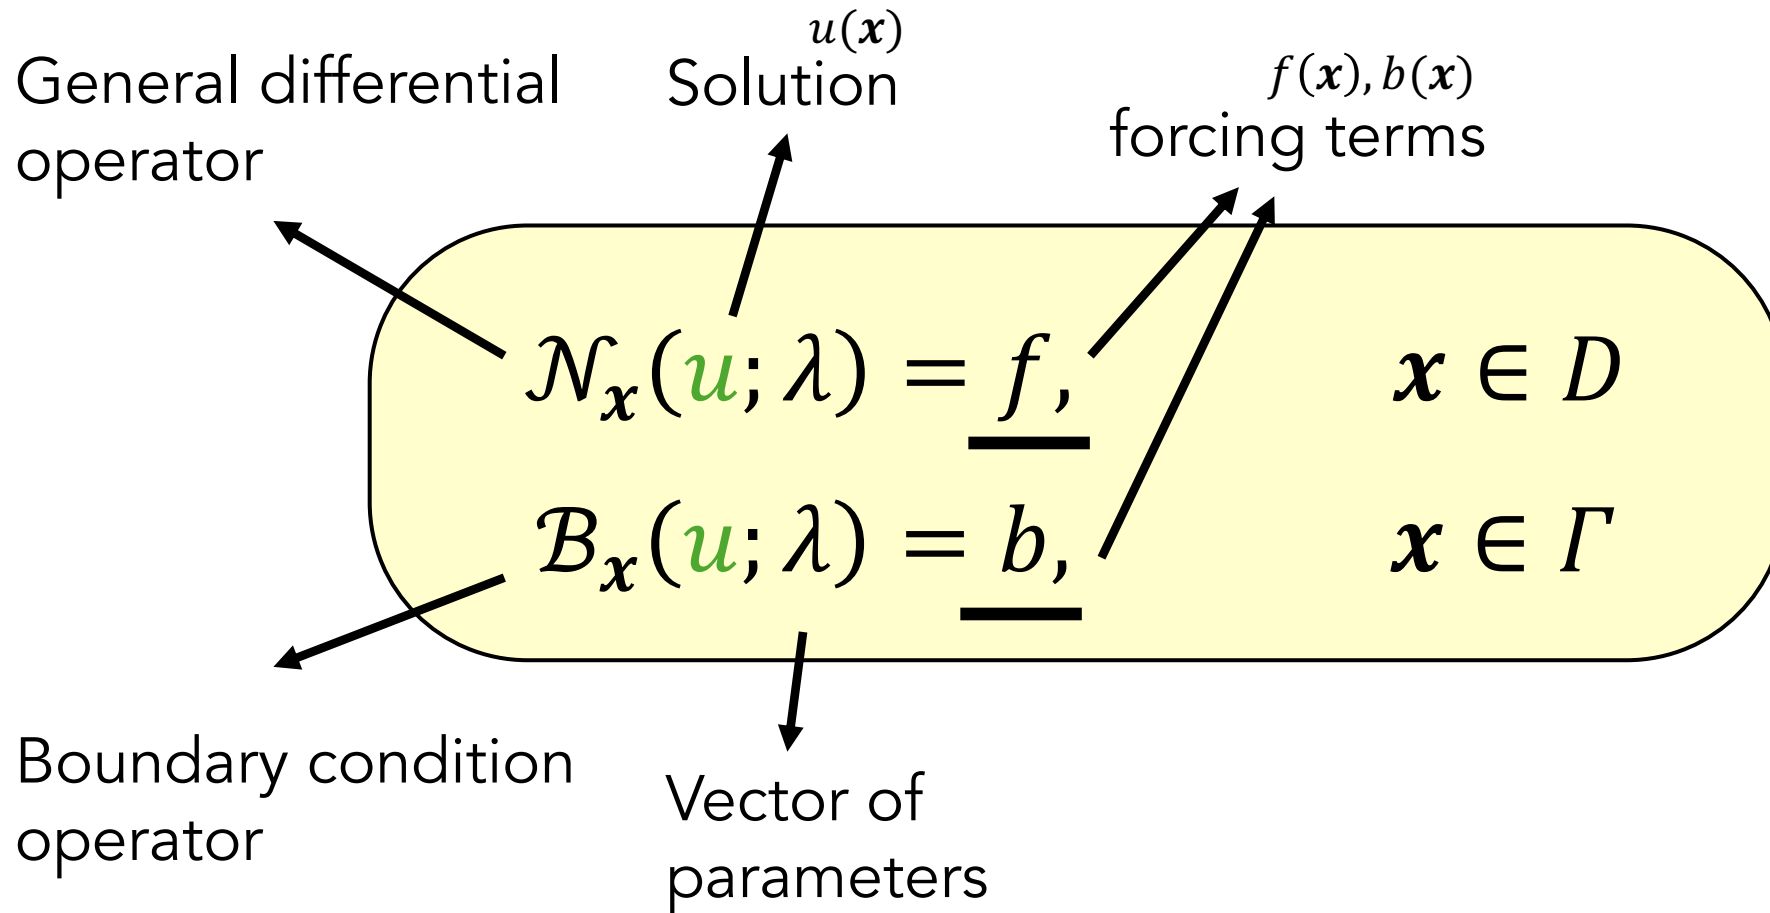 u(x)
General differential operator
Solution
f(x), b(x)
forcing terms
𝒩ₓ(u; λ) = f, x ∈ D
ℬₓ(u; λ) = b, x ∈ Γ
Boundary condition
operator
Vector of
parameters